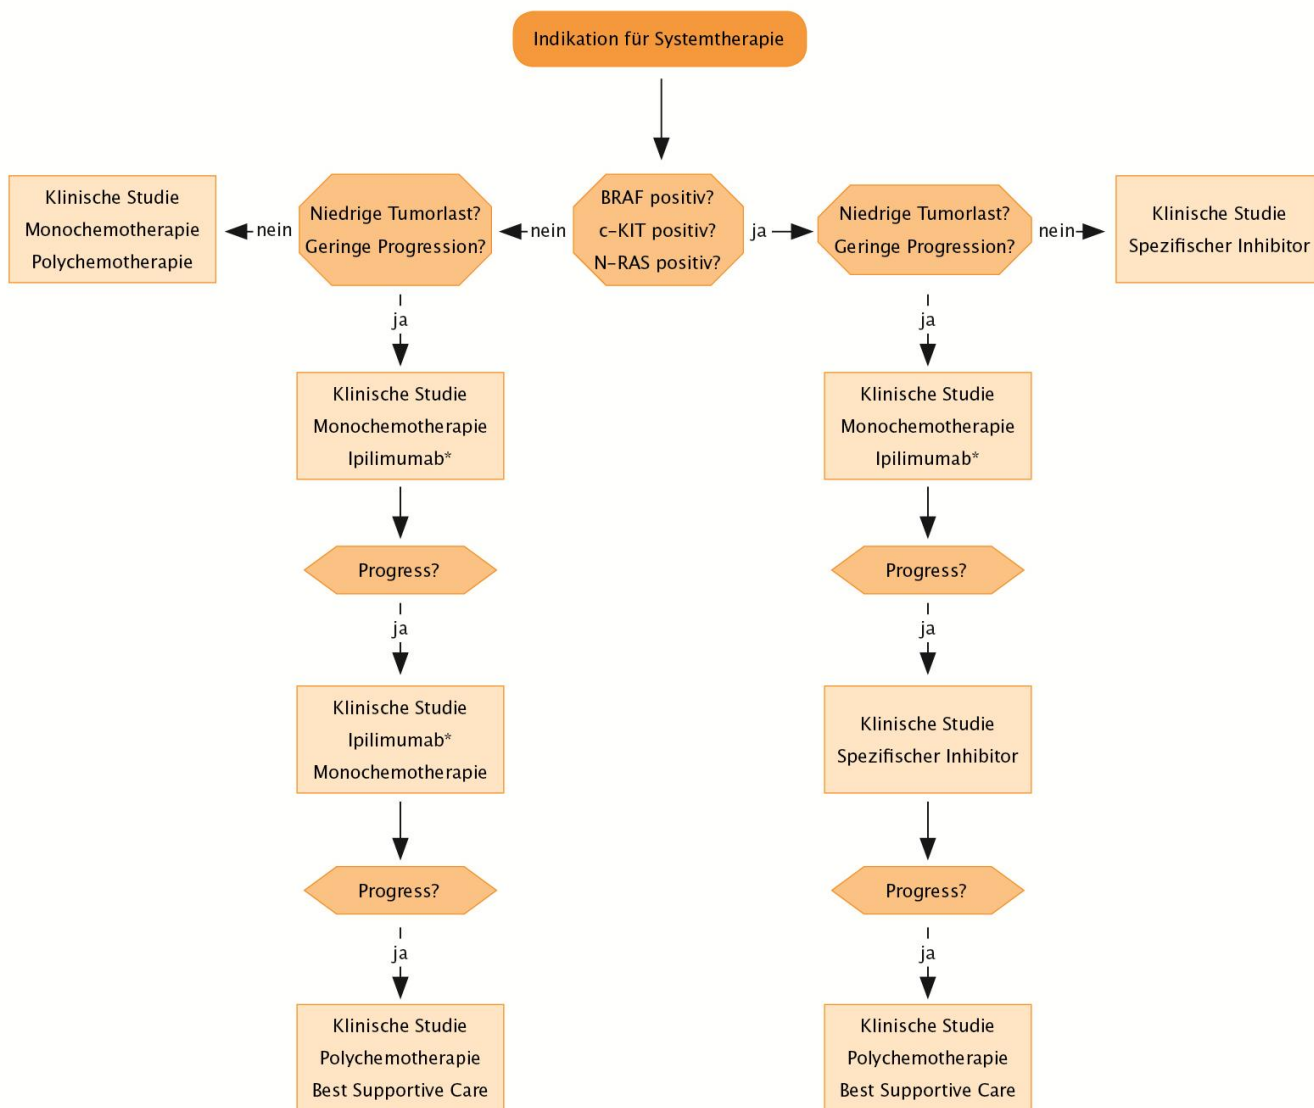 Indikation für Systemtherapie
Klinische Studie
Monochemotherapie
Polychemotherapie
nein
Niedrige Tumorlast?
Geringe Progression?
nein
BRAF positiv?
c-KIT positiv?
N-RAS positiv?
ja
Niedrige Tumorlast?
Geringe Progression?
nein
Klinische Studie
Spezifischer Inhibitor
ja
ja
Klinische Studie
Monochemotherapie
Ipilimumab*
Klinische Studie
Monochemotherapie
Ipilimumab*
Progress?
Progress?
ja
ja
Klinische Studie
Ipilimumab*
Monochemotherapie
Klinische Studie
Spezifischer Inhibitor
Progress?
Progress?
ja
ja
Klinische Studie
Polychemotherapie
Best Supportive Care
Klinische Studie
Polychemotherapie
Best Supportive Care